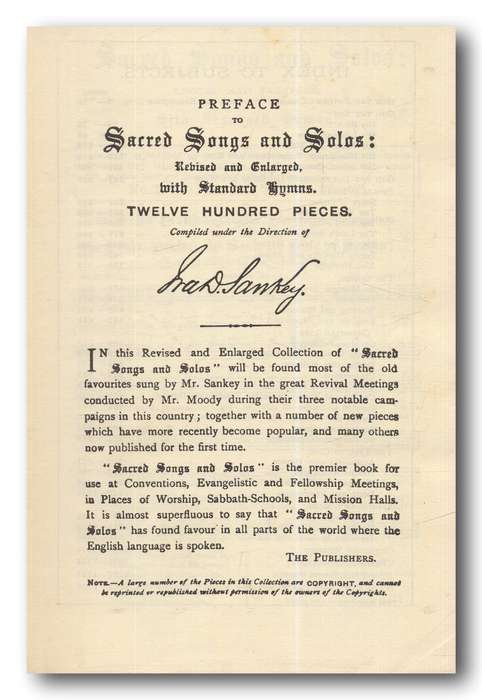 PREFACE
TO
Sacred Songs and Solos:
Revised and Enlarged,
with Standard Hymns.
TWELVE HUNDRED PIECES.
Compiled under the Direction of
Ira D. Sankey.
IN this Revised and Enlarged Collection of "Sacred
Songs and Solos" will be found most of the old
favourites sung by Mr. Sankey in the great Revival Meetings
conducted by Mr. Moody during their three notable cam-
paigns in this country; together with a number of new pieces
which have more recently become popular, and many others
now published for the first time.
"Sacred Songs and Solos" is the premier book for
use at Conventions, Evangelistic and Fellowship Meetings,
in Places of Worship, Sabbath-Schools, and Mission Halls.
It is almost superfluous to say that "Sacred Songs and
Solos" has found favour in all parts of the world where the
English language is spoken.
THE PUBLISHERS.
NOTE.—A large number of the Pieces in this Collection are COPYRIGHT, and cannot
be reprinted or republished without permission of the owners of the Copyrights.